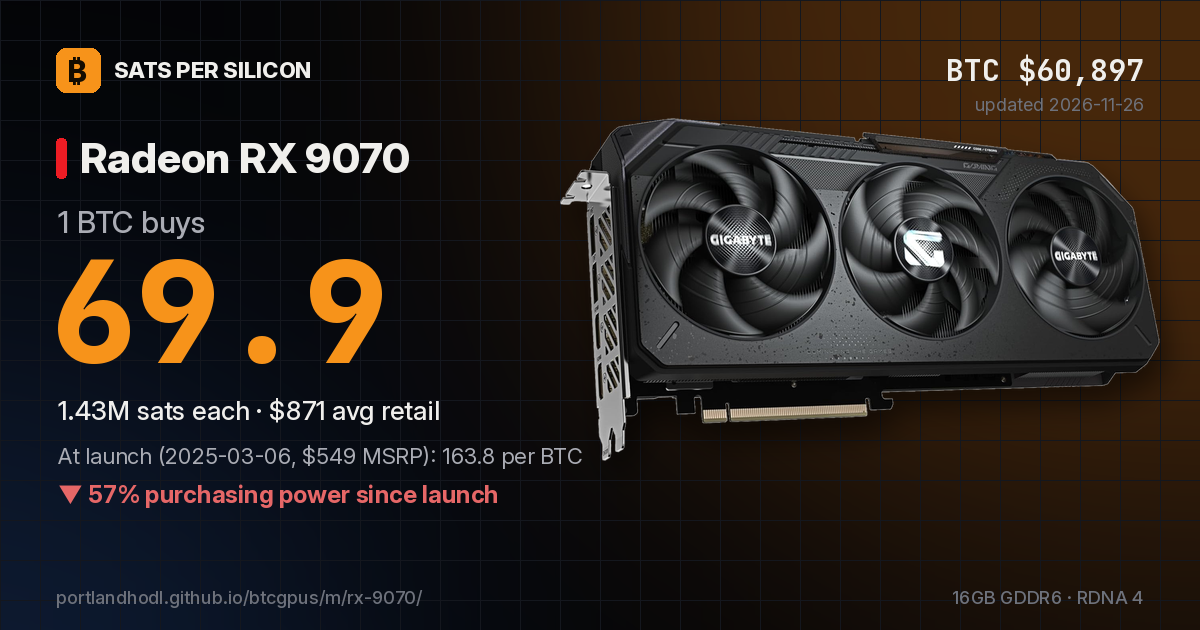 SATS PER SILICON
BTC $60,897
updated 2026-11-26
Radeon RX 9070
1 BTC buys
69.9
1.43M sats each · $871 avg retail
At launch (2025-03-06, $549 MSRP): 163.8 per BTC
▼ 57% purchasing power since launch
GIGABYTE
GIGABYTE
GAMING
portlandhodl.github.io/btcgpus/m/rx-9070/
16GB GDDR6 · RDNA 4